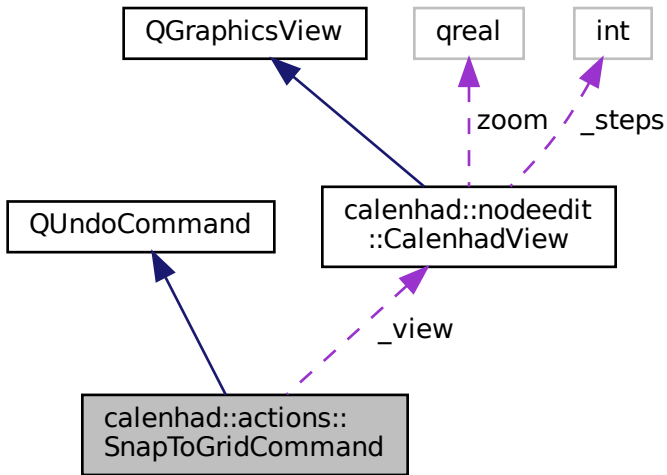 QGraphicsView
qreal
int
zoom
_steps
calenhad::nodeedit
::CalenhadView
QUndoCommand
_view
calenhad::actions::
SnapToGridCommand